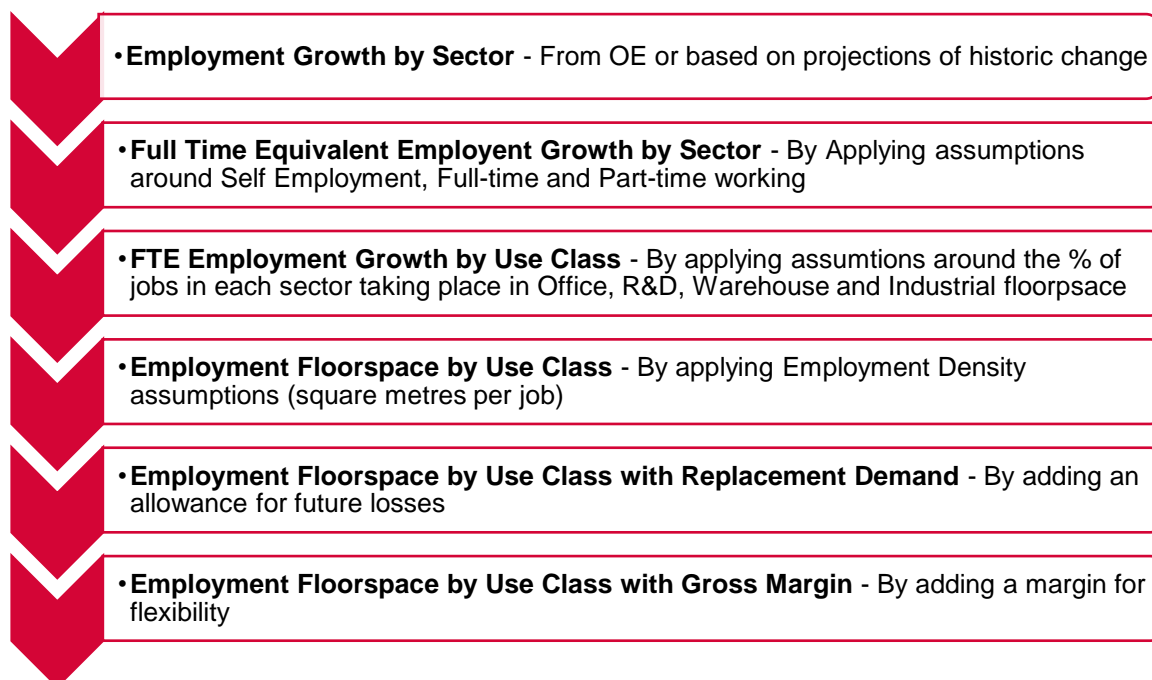 •Employment Growth by Sector - From OE or based on projections of historic change
•Full Time Equivalent Employent Growth by Sector - By Applying assumptions
around Self Employment, Full-time and Part-time working
•FTE Employment Growth by Use Class - By applying assumtions around the % of
jobs in each sector taking place in Office, R&D, Warehouse and Industrial floorpsace
•Employment Floorspace by Use Class - By applying Employment Density
assumptions (square metres per job)
•Employment Floorspace by Use Class with Replacement Demand - By adding an
allowance for future losses
•Employment Floorspace by Use Class with Gross Margin - By adding a margin for
flexibility